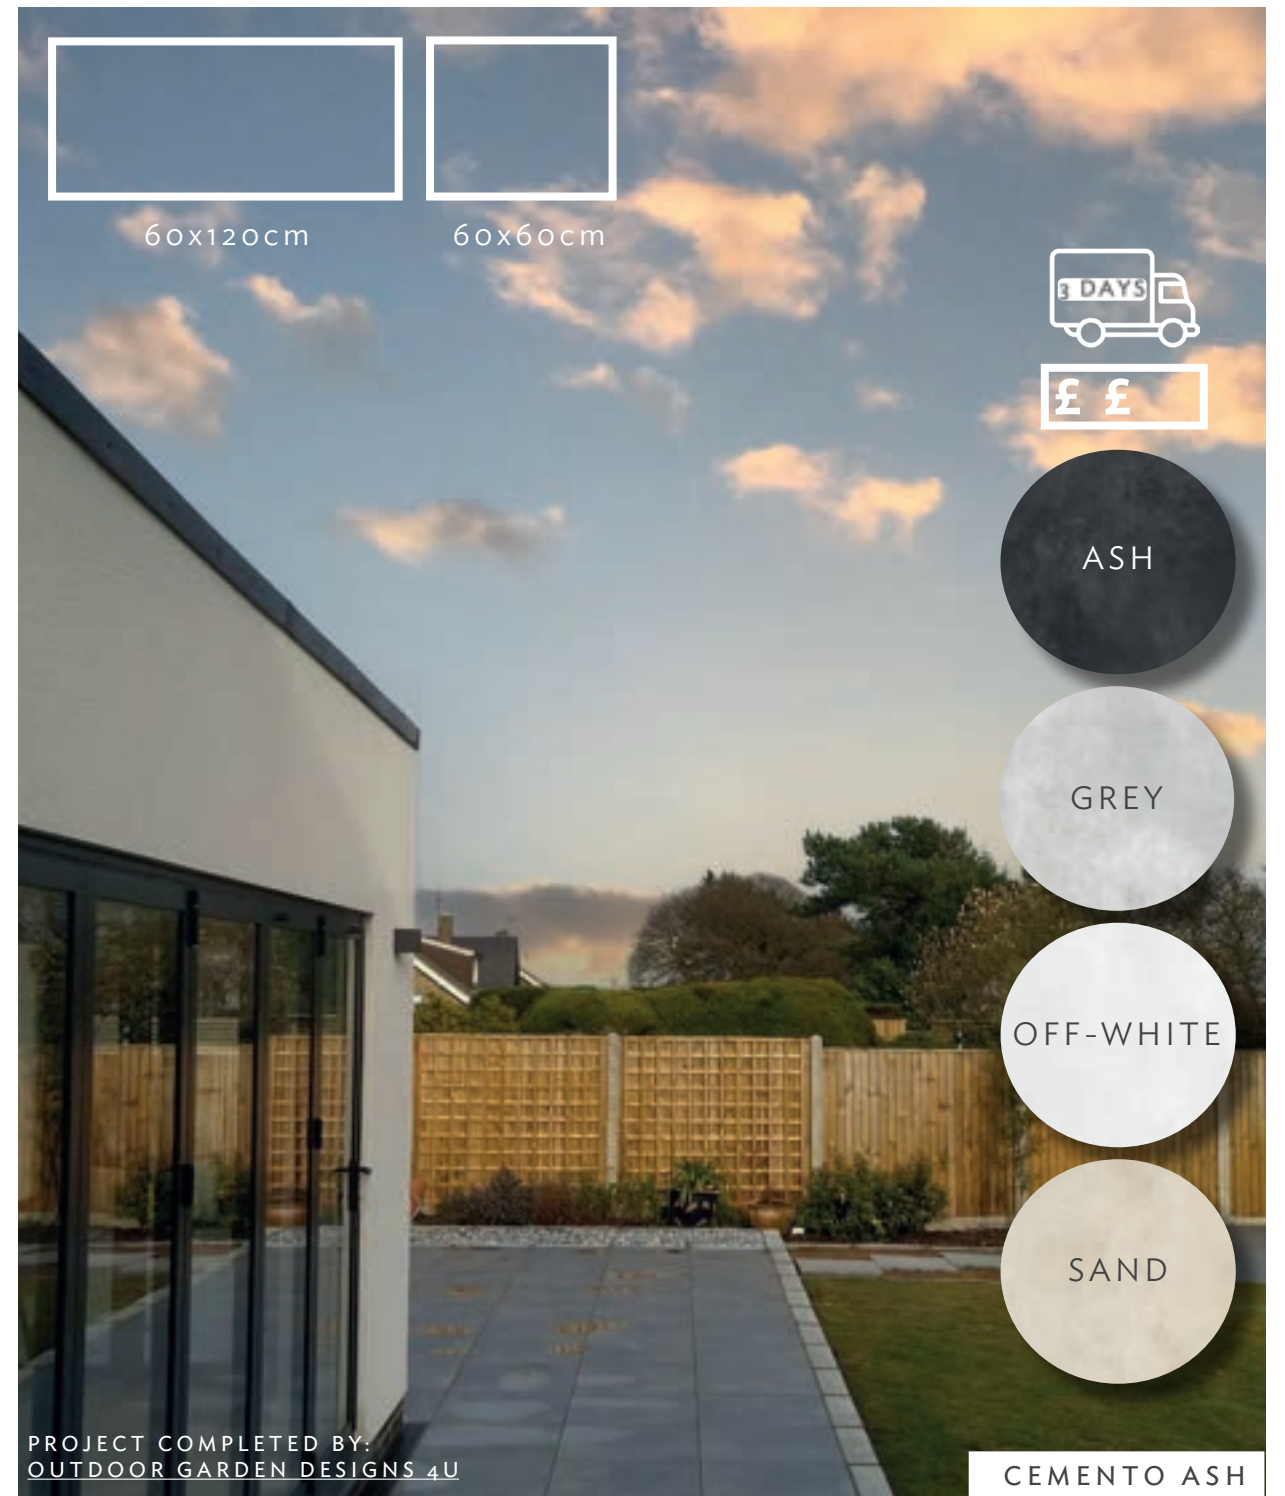 60x120cm
60x60cm
3 DAYS
£ £
ASH
GREY
OFF-WHITE
SAND
PROJECT COMPLETED BY:
OUTDOOR GARDEN DESIGNS 4U
CEMENTO ASH